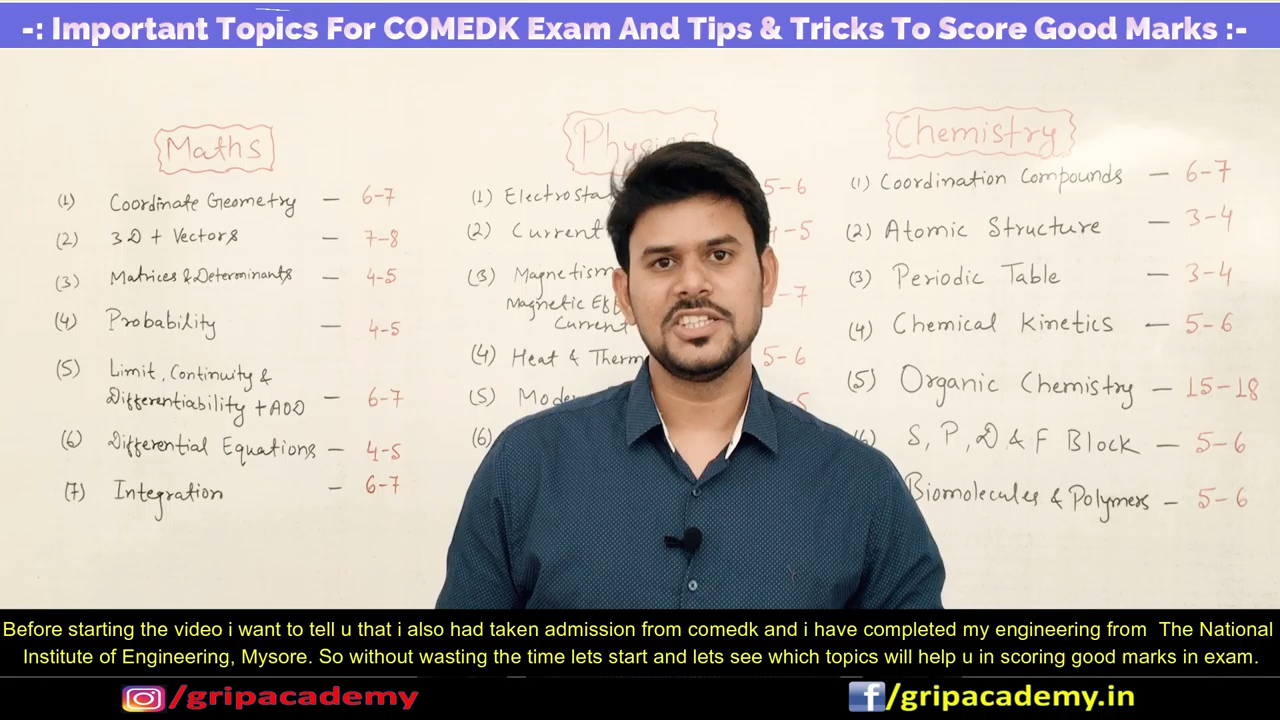 -: Important Topics For COMEDK Exam And Tips & Tricks To Score Good Marks :-
Maths
(1) Coordinate Geometry - 6-7
(2) 3D + Vectors - 7-8
(3) Matrices & Determinants - 4-5
(4) Probability - 4-5
(5) Limit, Continuity &
Differentiability + AOD - 6-7
(6) Differential Equations - 4-5
(7) Integration - 6-7
Physics
(1) 5-6
(2) Current -5
(3) Magnetism
Magnetic -7
Current
(4) Heat & 5-6
(5) -5
(6)
Chemistry
(1) Coordination Compounds - 6-7
(2) Atomic Structure - 3-4
(3) Periodic Table - 3-4
(4) Chemical Kinetics - 5-6
(5) Organic Chemistry - 15-18
(6) S, P, D & F Block - 5-6
Biomolecules & Polymers - 5-6
Before starting the video i want to tell u that i also had taken admission from comedk and i have completed my engineering from The National
Institute of Engineering, Mysore. So without wasting the time lets start and lets see which topics will help u in scoring good marks in exam.
/gripacademy
f/gripacademy.in